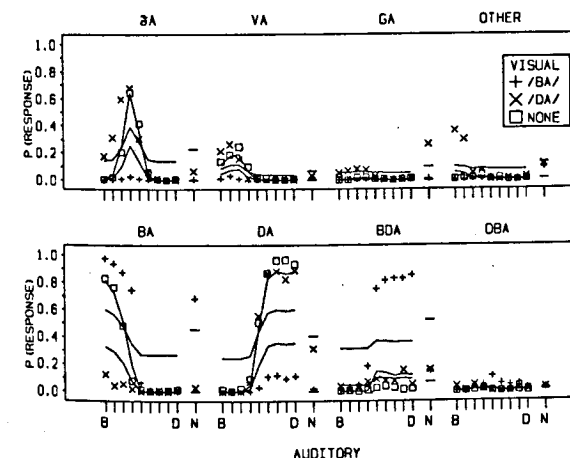 ƌA VA GA OTHER
P(RESPONSE)
1.0
0.8
0.6
0.4
0.2
0.0
VISUAL
+ /BA/
× /DA/
□ NONE
BA DA BDA DBA
P(RESPONSE)
1.0
0.8
0.6
0.4
0.2
0.0
B D N B D N B D N B D N
AUDITORY